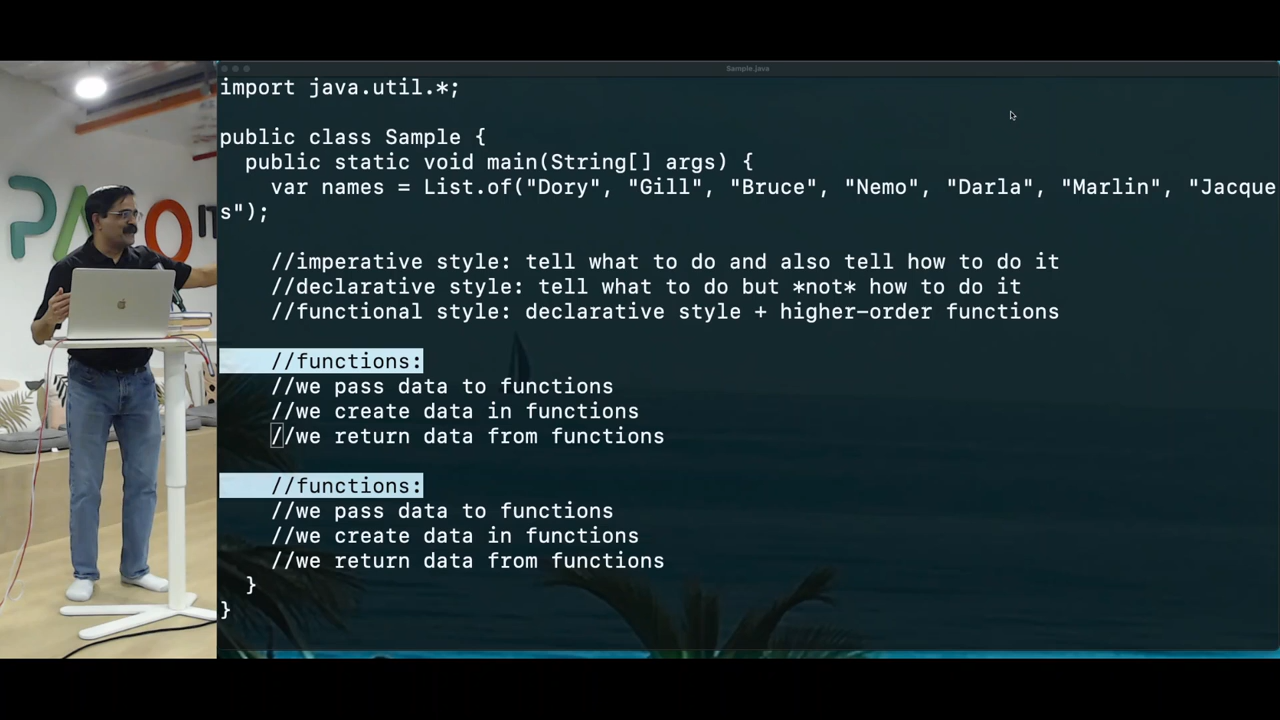 Sample.java
import java.util.*;
public class Sample {
public static void main(String[] args) {
var names = List.of("Dory", "Gill", "Bruce", "Nemo", "Darla", "Marlin", "Jacque
s");
//imperative style: tell what to do and also tell how to do it
//declarative style: tell what to do but *not* how to do it
//functional style: declarative style + higher-order functions
//functions:
//we pass data to functions
//we create data in functions
//we return data from functions
//functions:
//we pass data to functions
//we create data in functions
//we return data from functions
}
}